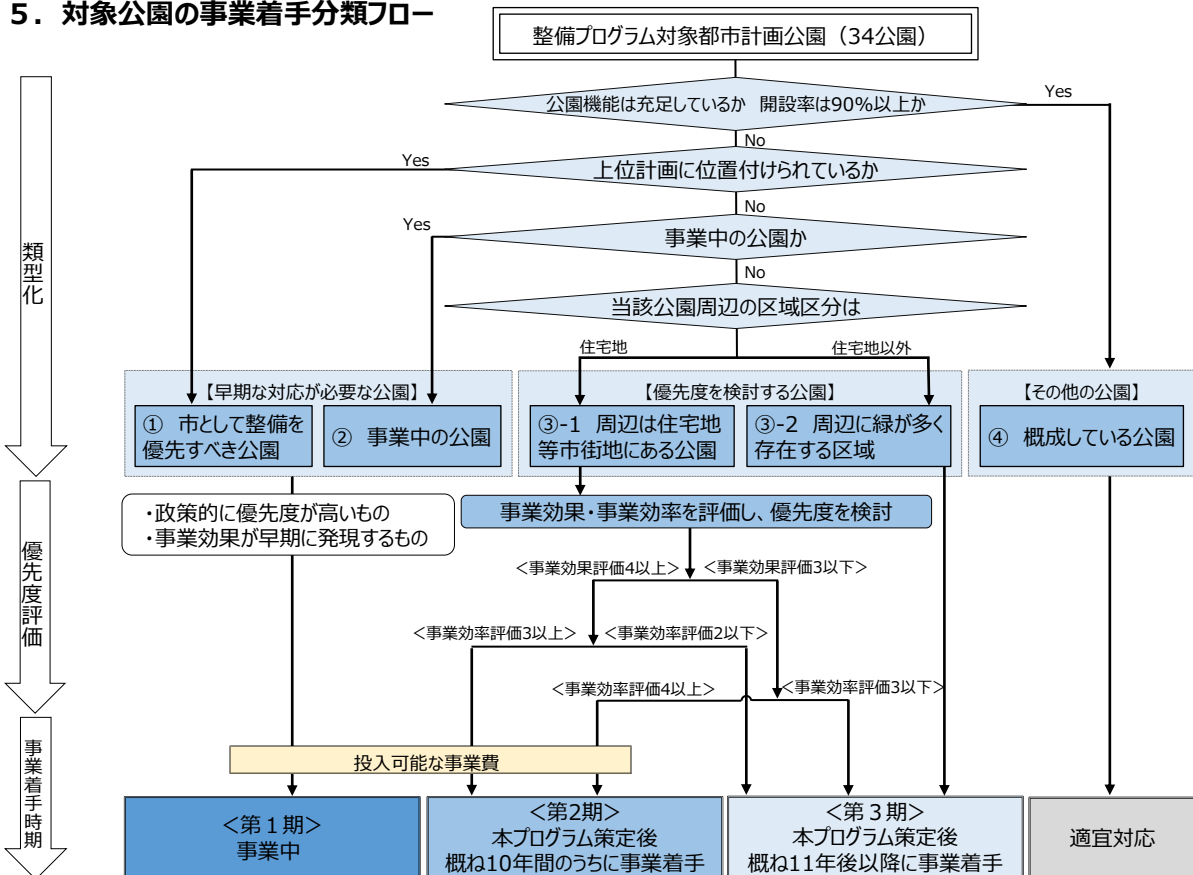 5．対象公園の事業着手分類フロー
整備プログラム対象都市計画公園（34公園）
公園機能は充足しているか　開設率は90%以上か
Yes
No
上位計画に位置付けられているか
Yes
No
事業中の公園か
Yes
No
当該公園周辺の区域区分は
住宅地
住宅地以外
類型化
【早期な対応が必要な公園】
①　市として整備を
優先すべき公園
②　事業中の公園
【優先度を検討する公園】
③-1　周辺は住宅地
等市街地にある公園
③-2　周辺に緑が多く
存在する区域
【その他の公園】
④　概成している公園
優先度評価
・政策的に優先度が高いもの
・事業効果が早期に発現するもの
事業効果・事業効率を評価し、優先度を検討
＜事業効果評価4以上＞
＜事業効果評価3以下＞
＜事業効率評価3以上＞
＜事業効率評価2以下＞
＜事業効率評価4以上＞
＜事業効率評価3以下＞
事業着手時期
投入可能な事業費
＜第１期＞
事業中
＜第2期＞
本プログラム策定後
概ね10年間のうちに事業着手
＜第３期＞
本プログラム策定後
概ね11年後以降に事業着手
適宜対応